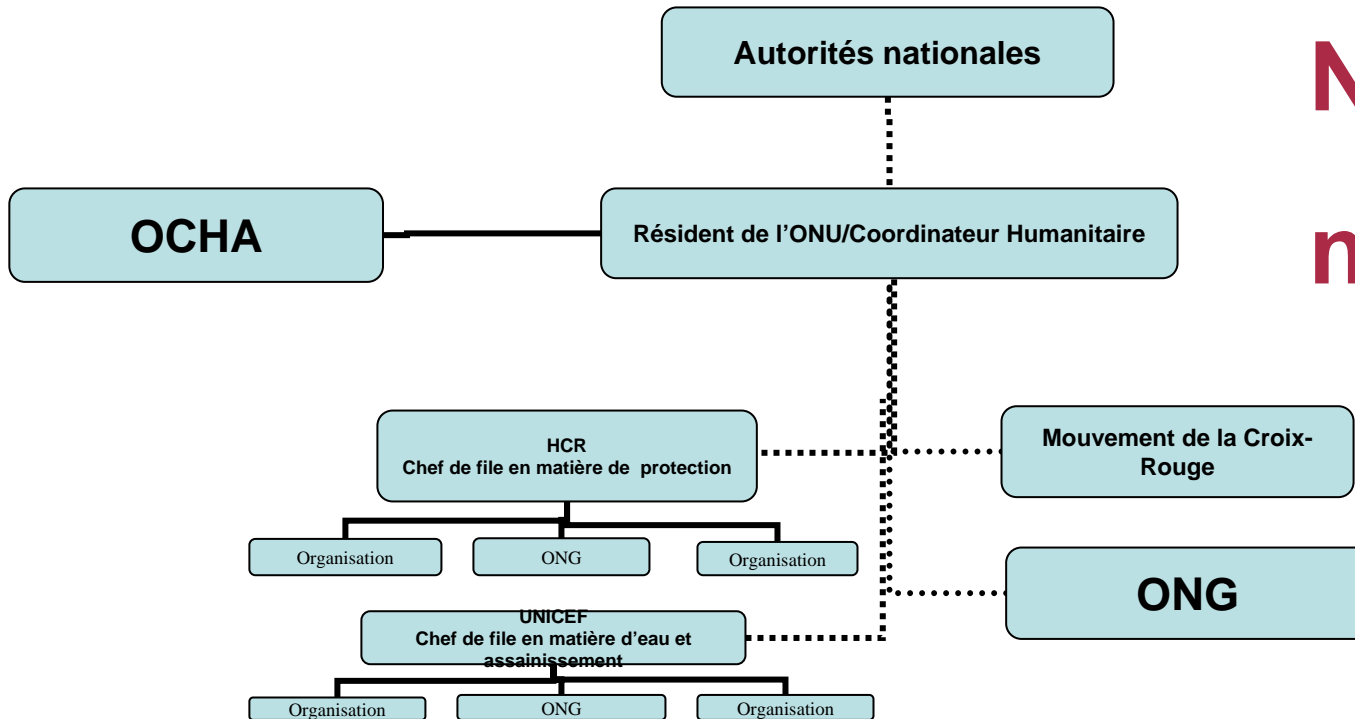 Autorités nationales
N
OCHA
Résident de l’ONU/Coordinateur Humanitaire
n
HCR
Chef de file en matière de protection
Mouvement de la Croix-
Rouge
Organisation
ONG
Organisation
ONG
UNICEF
Chef de file en matière d’eau et
assainissement
Organisation
ONG
Organisation